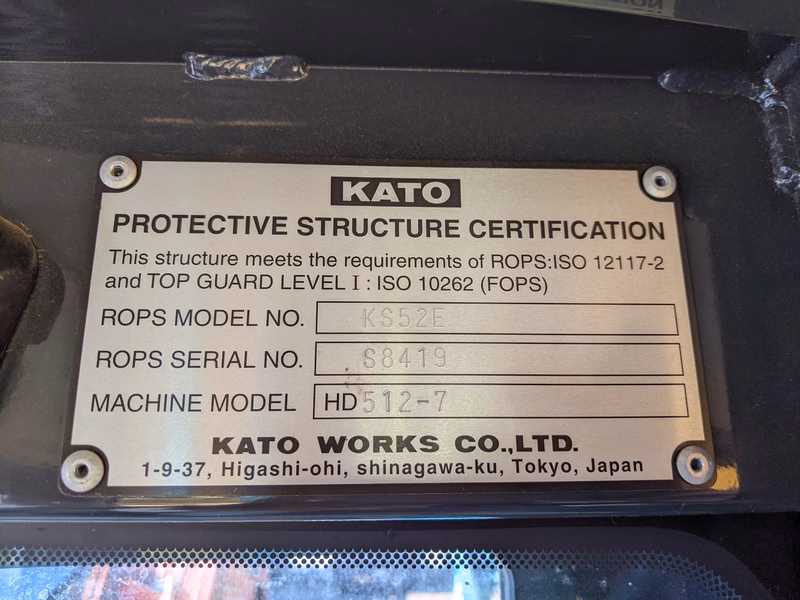 KATO
PROTECTIVE STRUCTURE CERTIFICATION
This structure meets the requirements of ROPS:ISO 12117-2
and TOP GUARD LEVEL I : ISO 10262 (FOPS)
ROPS MODEL NO. KS52E
ROPS SERIAL NO. S8419
MACHINE MODEL HD512-7
KATO WORKS CO.,LTD.
1-9-37, Higashi-ohi, shinagawa-ku, Tokyo, Japan